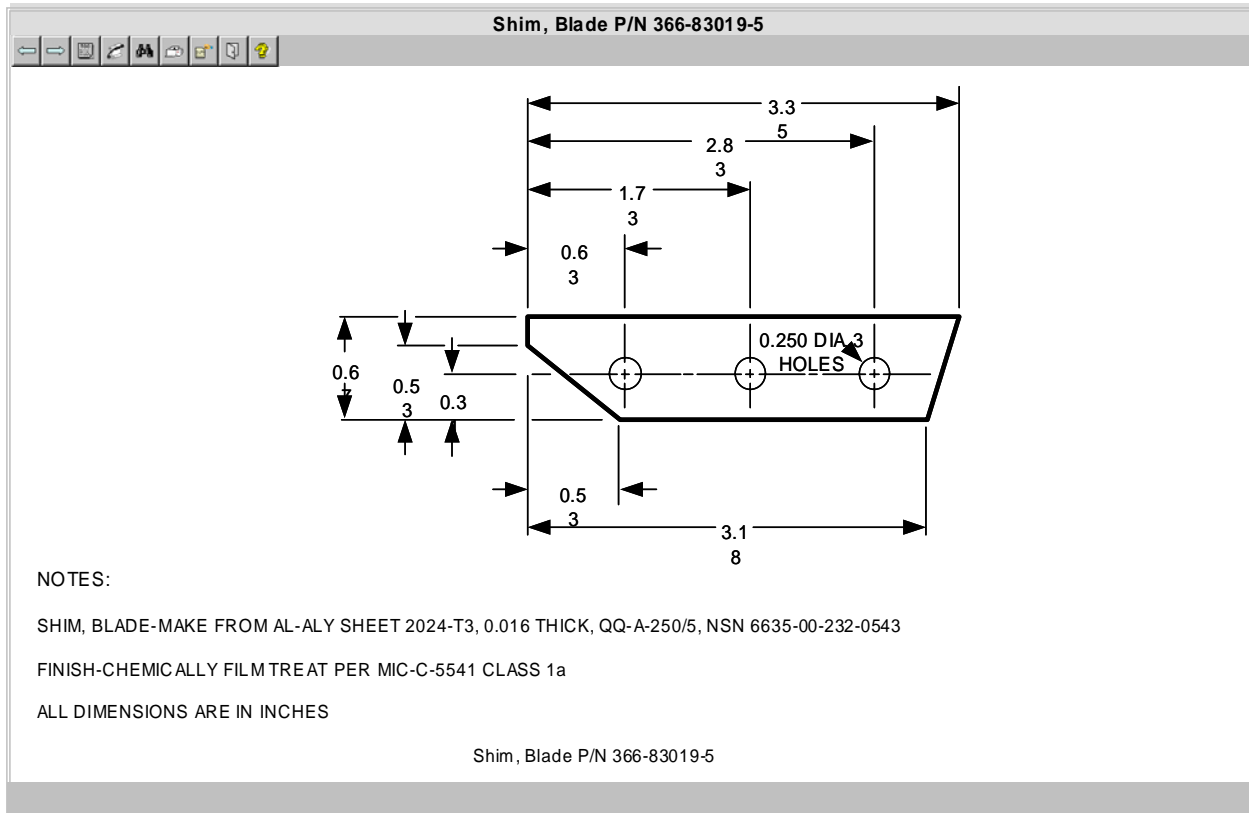 Shim, Blade P/N 366-83019-5
3.3
5
2.8
3
1.7
3
0.6
3
0.250 DIA 3
HOLES
0.6
0.5
3
0.3
0.5
3
3.1
8
NOTES:
SHIM, BLADE-MAKE FROM AL-ALY SHEET 2024-T3, 0.016 THICK, QQ-A-250/5, NSN 6635-00-232-0543
FINISH-CHEMICALLY FILM TREAT PER MIC-C-5541 CLASS 1a
ALL DIMENSIONS ARE IN INCHES
Shim, Blade P/N 366-83019-5